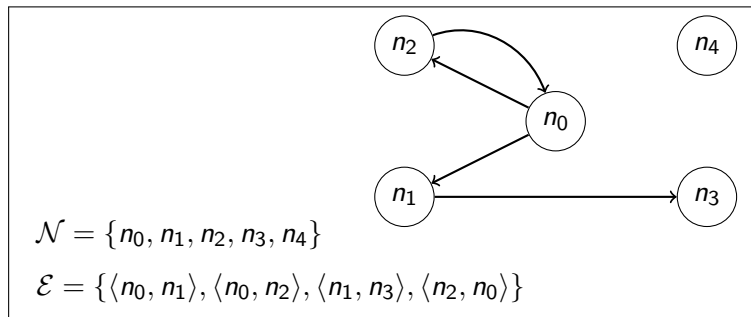 n₂
n₄
n₀
n₁
n₃
𝒩 = {n₀, n₁, n₂, n₃, n₄}
ℰ = {⟨n₀, n₁⟩, ⟨n₀, n₂⟩, ⟨n₁, n₃⟩, ⟨n₂, n₀⟩}